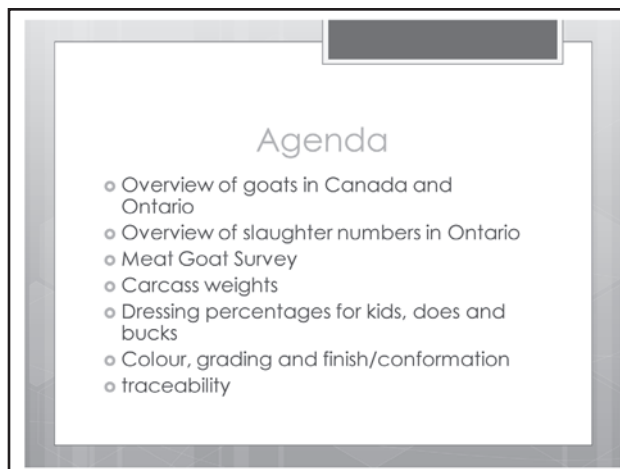 Agenda
Overview of goats in Canada and
Ontario
Overview of slaughter numbers in Ontario
Meat Goat Survey
Carcass weights
Dressing percentages for kids, does and
bucks
Colour, grading and finish/conformation
traceability